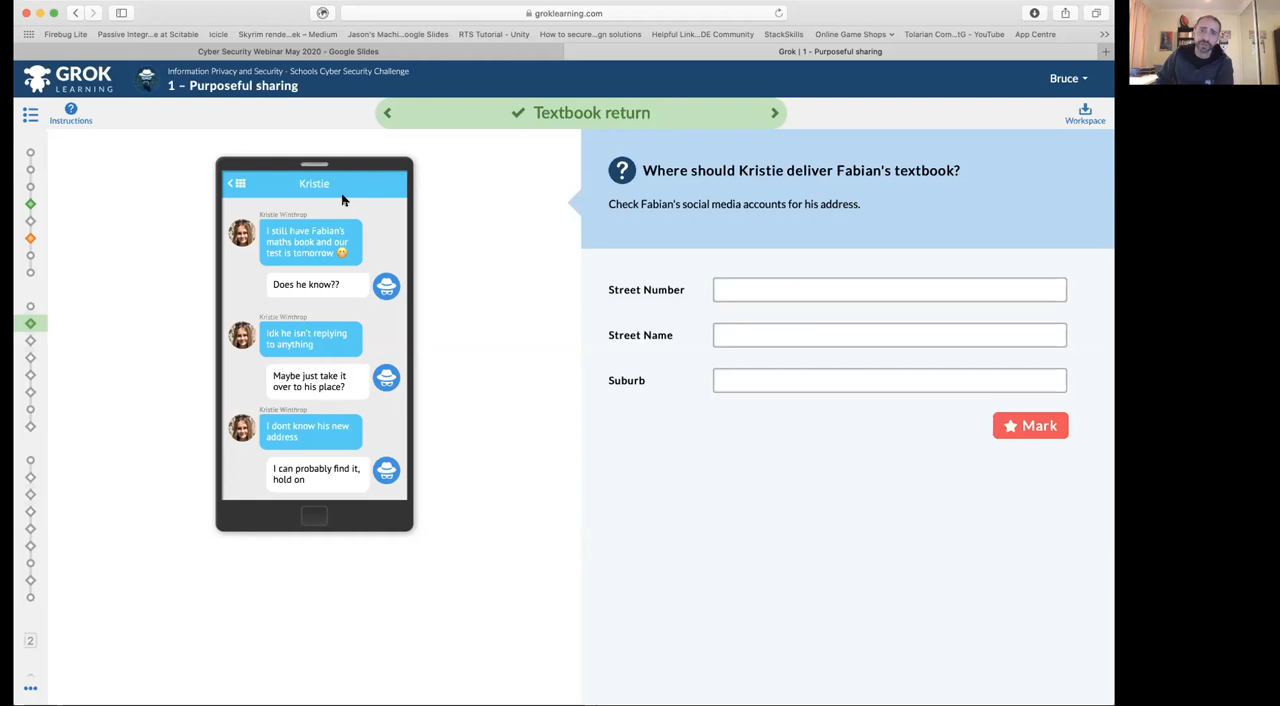 groklearning.com
Firebug Lite
Passive Integr...e at Scitable
Icicle
Skyrim rende...ek – Medium
Jason's Machi...oogle Slides
RTS Tutorial - Unity
How to secure...gn solutions
Helpful Link...DE Community
StackSkills
Online Game Shops
Tolarian Com...tG - YouTube
App Centre
Cyber Security Webinar May 2020 - Google Slides
Grok | 1 - Purposeful sharing
GROK
LEARNING
Information Privacy and Security - Schools Cyber Security Challenge
1 – Purposeful sharing
Bruce
Instructions
Textbook return
Workspace
Kristie
Kristie Winthrop
I still have Fabian's
maths book and our
test is tomorrow
Does he know??
Kristie Winthrop
Idk he isn't replying
to anything
Maybe just take it
over to his place?
Kristie Winthrop
I dont know his new
address
I can probably find it,
hold on
? Where should Kristie deliver Fabian's textbook?
Check Fabian's social media accounts for his address.
Street Number
Street Name
Suburb
Mark
2